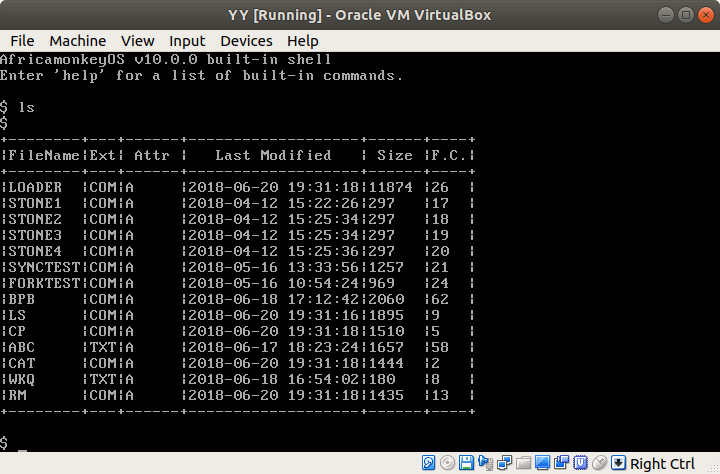 YY [Running] - Oracle VM VirtualBox
File Machine View Input Devices Help
AfricamonkeyOS v10.0.0 built-in shell
Enter 'help' for a list of built-in commands.
$ ls
$
+--------+---+------+-------------------+------+----+
¦FileName¦Ext¦ Attr ¦   Last Modified   ¦ Size ¦F.C.¦
+--------+---+------+-------------------+------+----+
¦LOADER  ¦COM¦A     ¦2018-06-20 19:31:18¦11874 ¦26  ¦
¦STONE1  ¦COM¦A     ¦2018-04-12 15:22:26¦297   ¦17  ¦
¦STONE2  ¦COM¦A     ¦2018-04-12 15:25:34¦297   ¦18  ¦
¦STONE3  ¦COM¦A     ¦2018-04-12 15:25:34¦297   ¦19  ¦
¦STONE4  ¦COM¦A     ¦2018-04-12 15:25:36¦297   ¦20  ¦
¦SYNCTEST¦COM¦A     ¦2018-05-16 13:33:56¦1257  ¦21  ¦
¦FORKTEST¦COM¦A     ¦2018-05-16 10:54:24¦969   ¦24  ¦
¦BPB     ¦COM¦A     ¦2018-06-18 17:12:42¦2060  ¦62  ¦
¦LS      ¦COM¦A     ¦2018-06-20 19:31:16¦1895  ¦9   ¦
¦CP      ¦COM¦A     ¦2018-06-20 19:31:18¦1510  ¦5   ¦
¦ABC     ¦TXT¦A     ¦2018-06-17 18:23:24¦1657  ¦58  ¦
¦CAT     ¦COM¦A     ¦2018-06-20 19:31:18¦1444  ¦2   ¦
¦WKQ     ¦TXT¦A     ¦2018-06-18 16:54:02¦180   ¦8   ¦
¦RM      ¦COM¦A     ¦2018-06-20 19:31:18¦1435  ¦13  ¦
+--------+---+------+-------------------+------+----+
$ _
Right Ctrl